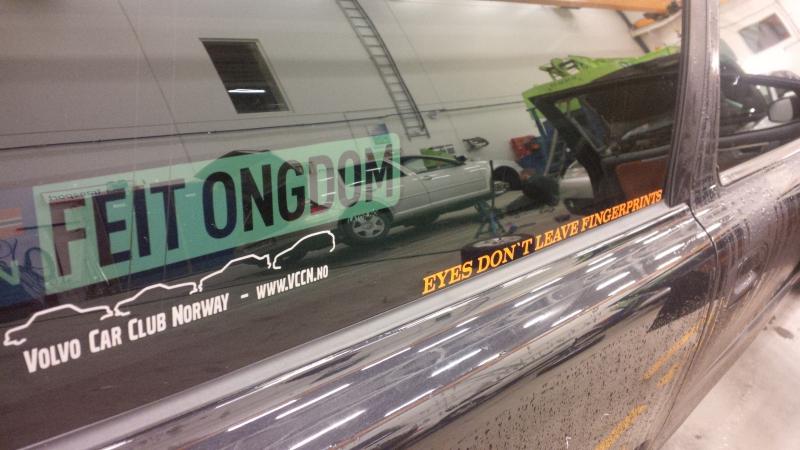 FEIT ONGDOM
VOLVO CAR CLUB NORWAY - WWW.VCCN.NO
EYES DON`T LEAVE FINGERPRINTS